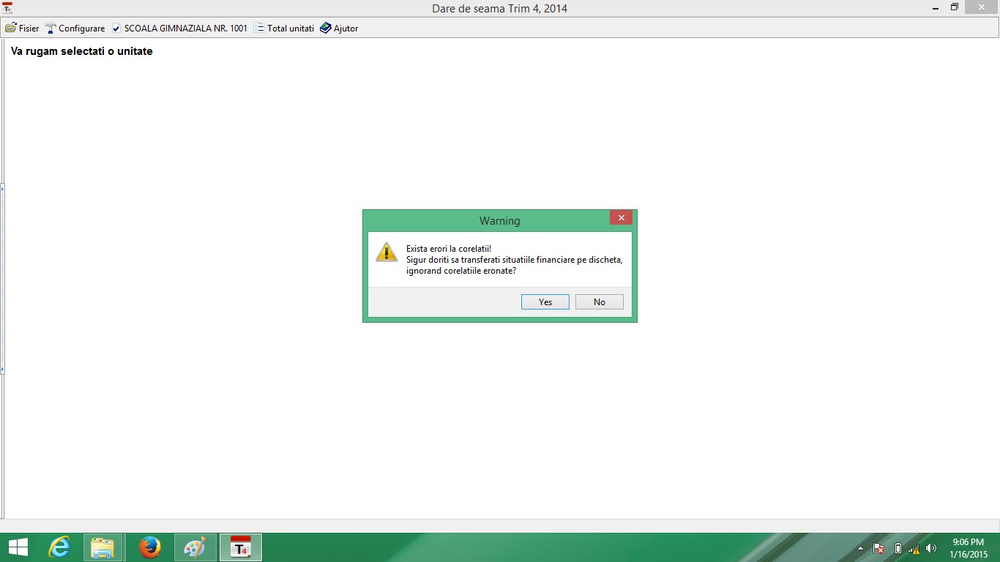 Dare de seama Trim 4, 2014
Fisier Configurare SCOALA GIMNAZIALA NR. 1001 Total unitati Ajutor
Va rugam selectati o unitate
Warning
Exista erori la corelatii!
Sigur doriti sa transferati situatiile financiare pe discheta,
ignorand corelatiile eronate?
Yes No
T4
9:06 PM
1/16/2015